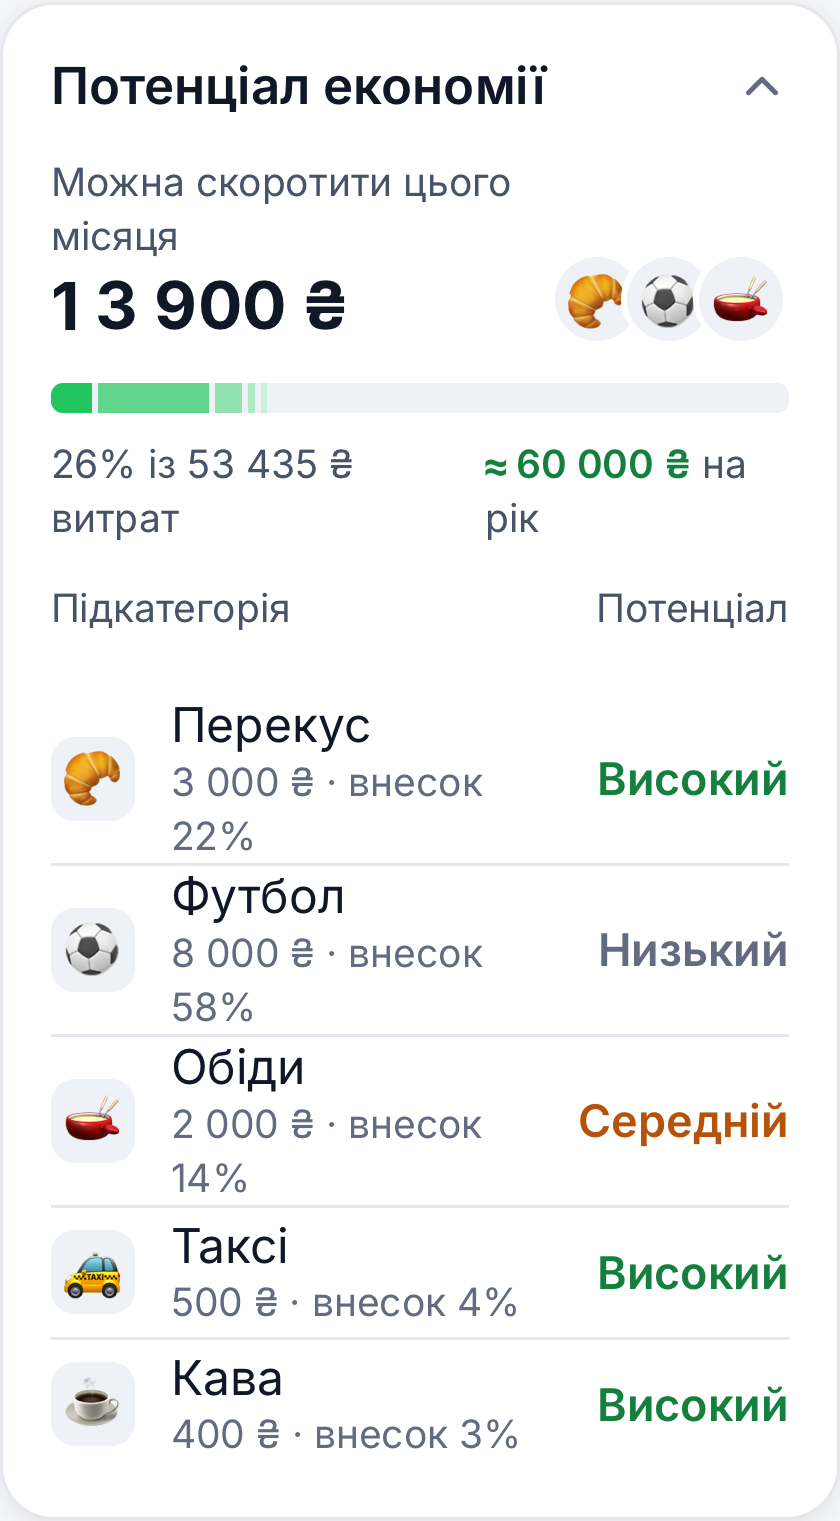 Потенціал економії
Можна скоротити цього
місяця
13 900 ₴
26% із 53 435 ₴
витрат
≈ 60 000 ₴ на
рік
Підкатегорія
Потенціал
Перекус
3 000 ₴ · внесок
22%
Високий
Футбол
8 000 ₴ · внесок
58%
Низький
Обіди
2 000 ₴ · внесок
14%
Середній
TAXI
Таксі
500 ₴ · внесок 4%
Високий
Кава
400 ₴ · внесок 3%
Високий